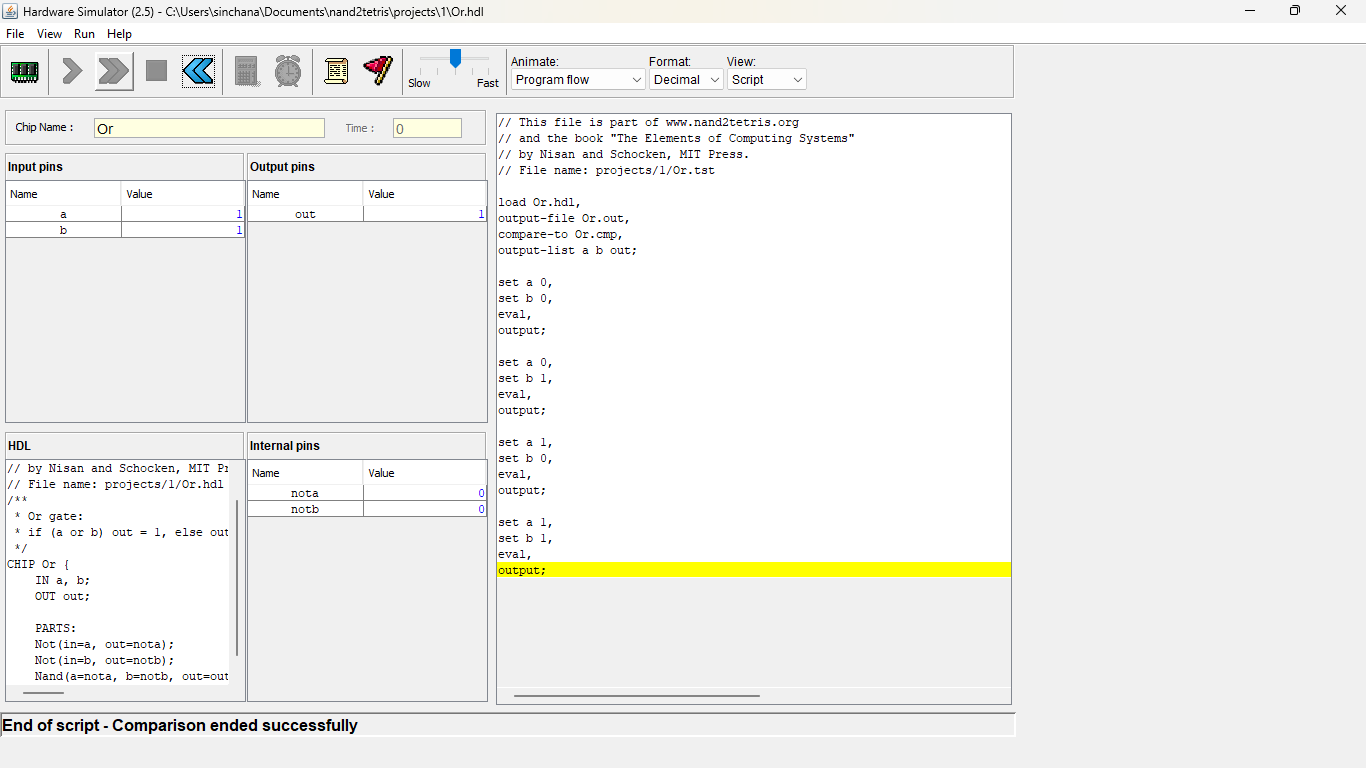 Hardware Simulator (2.5) - C:\Users\sinchana\Documents\nand2tetris\projects\1\Or.hdl
File View Run Help
Slow Fast
Animate: Format: View:
Program flow Decimal Script
Chip Name : Or Time : 0
Input pins
Name Value
a 1
b 1
Output pins
Name Value
out 1
HDL
// by Nisan and Schocken, MIT Pr
// File name: projects/1/Or.hdl
/**
* Or gate:
* if (a or b) out = 1, else out
*/
CHIP Or {
IN a, b;
OUT out;
PARTS:
Not(in=a, out=nota);
Not(in=b, out=notb);
Nand(a=nota, b=notb, out=out
Internal pins
Name Value
nota 0
notb 0
// This file is part of www.nand2tetris.org
// and the book "The Elements of Computing Systems"
// by Nisan and Schocken, MIT Press.
// File name: projects/1/Or.tst
load Or.hdl,
output-file Or.out,
compare-to Or.cmp,
output-list a b out;
set a 0,
set b 0,
eval,
output;
set a 0,
set b 1,
eval,
output;
set a 1,
set b 0,
eval,
output;
set a 1,
set b 1,
eval,
output;
End of script - Comparison ended successfully